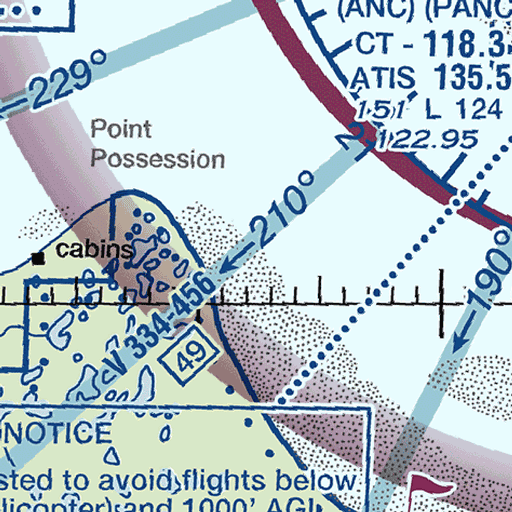 (ANC) (PANC
CT - 118.3
ATIS 135.5
151 L 124
122.95
229°
Point
Possession
210°
cabins
190°
V 334-456
49
NOTICE
sted to avoid flights below
licopter) and 1000' AGL